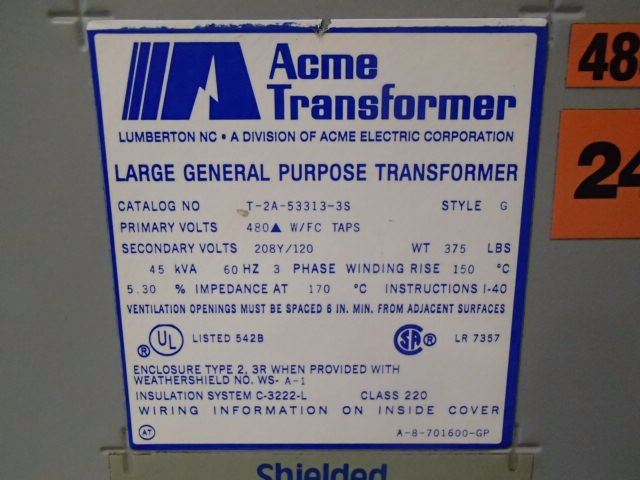 Acme
Transformer
LUMBERTON NC • A DIVISION OF ACME ELECTRIC CORPORATION
LARGE GENERAL PURPOSE TRANSFORMER
CATALOG NO T-2A-53313-3S STYLE G
PRIMARY VOLTS 480▲ W/FC TAPS
SECONDARY VOLTS 208Y/120 WT 375 LBS
45 kVA 60 HZ 3 PHASE WINDING RISE 150 °C
5.30 % IMPEDANCE AT 170 °C INSTRUCTIONS I-40
VENTILATION OPENINGS MUST BE SPACED 6 IN. MIN. FROM ADJACENT SURFACES
UL ® LISTED 542B SA ® LR 7357
ENCLOSURE TYPE 2, 3R WHEN PROVIDED WITH
WEATHERSHIELD NO. WS- A-1
INSULATION SYSTEM C-3222-L CLASS 220
WIRING INFORMATION ON INSIDE COVER
AT A-8-701600-GP
Shielded
48
24